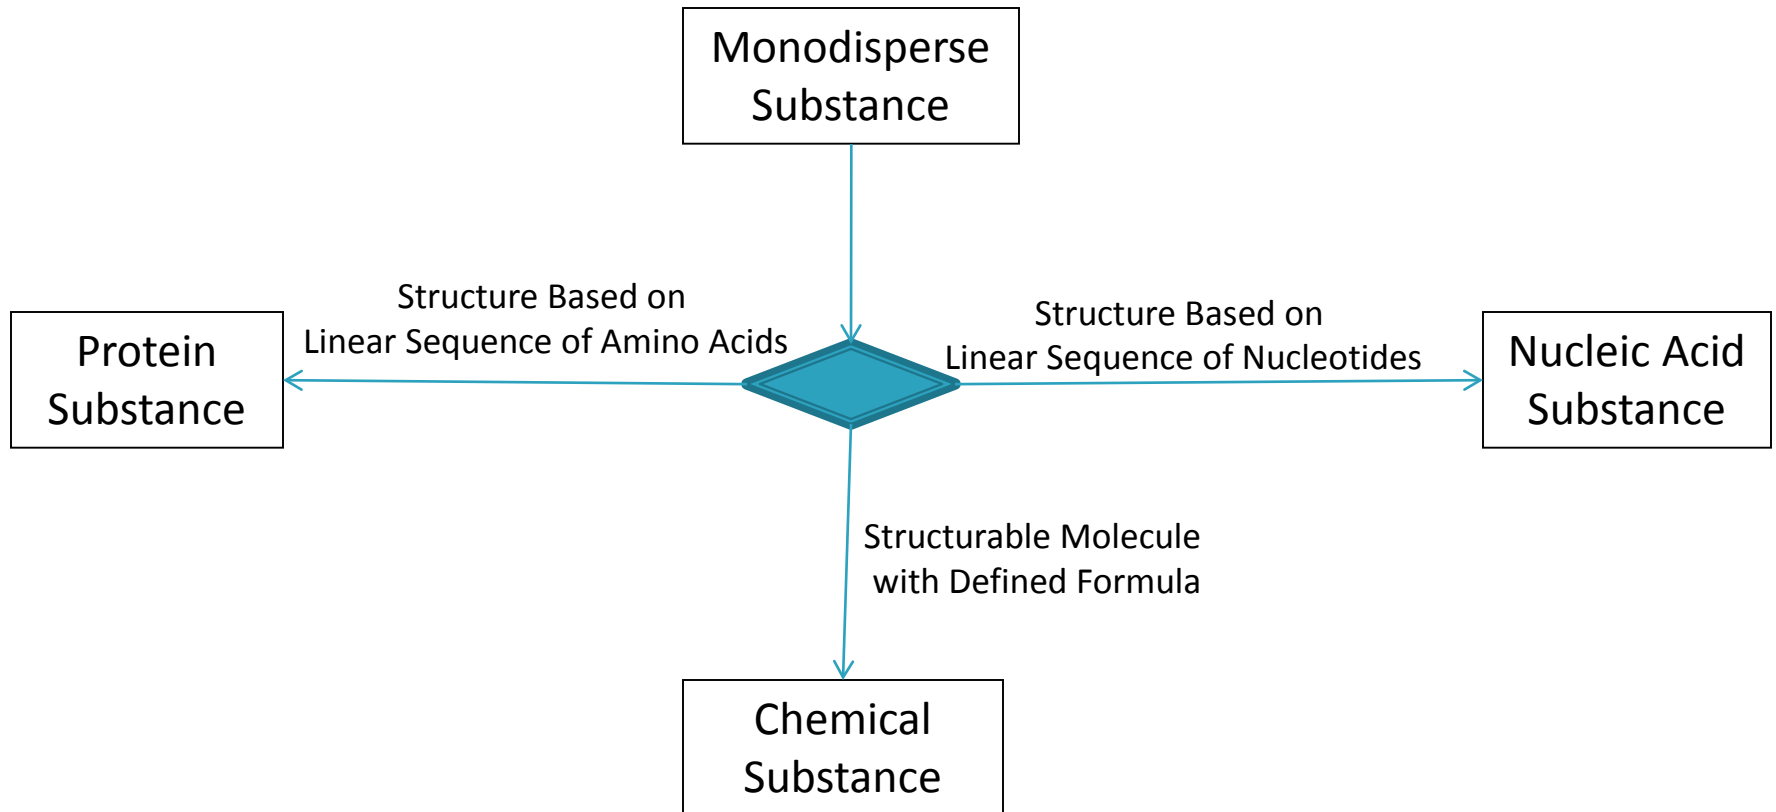 Monodisperse
Substance
Structure Based on
Linear Sequence of Amino Acids
Structure Based on
Linear Sequence of Nucleotides
Protein
Substance
Nucleic Acid
Substance
Structurable Molecule
with Defined Formula
Chemical
Substance